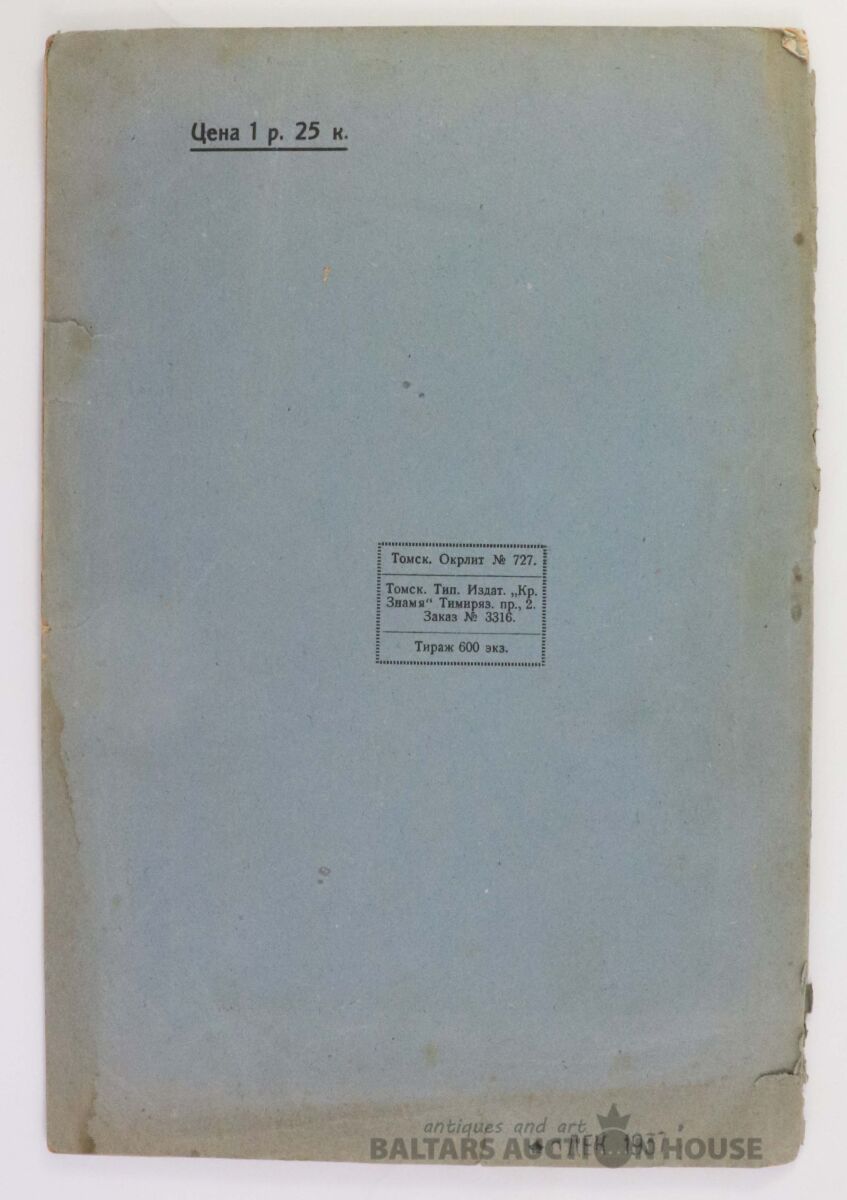 Цена 1 р. 25 к.
Томск. Окрлит № 727.
Томск. Тип. Издат. „Кр.
Знамя“ Тимиряз. пр., 2.
Заказ № 3316.
Тираж 600 экз.
antiques and art
BALTARS AUCTION HOUSE